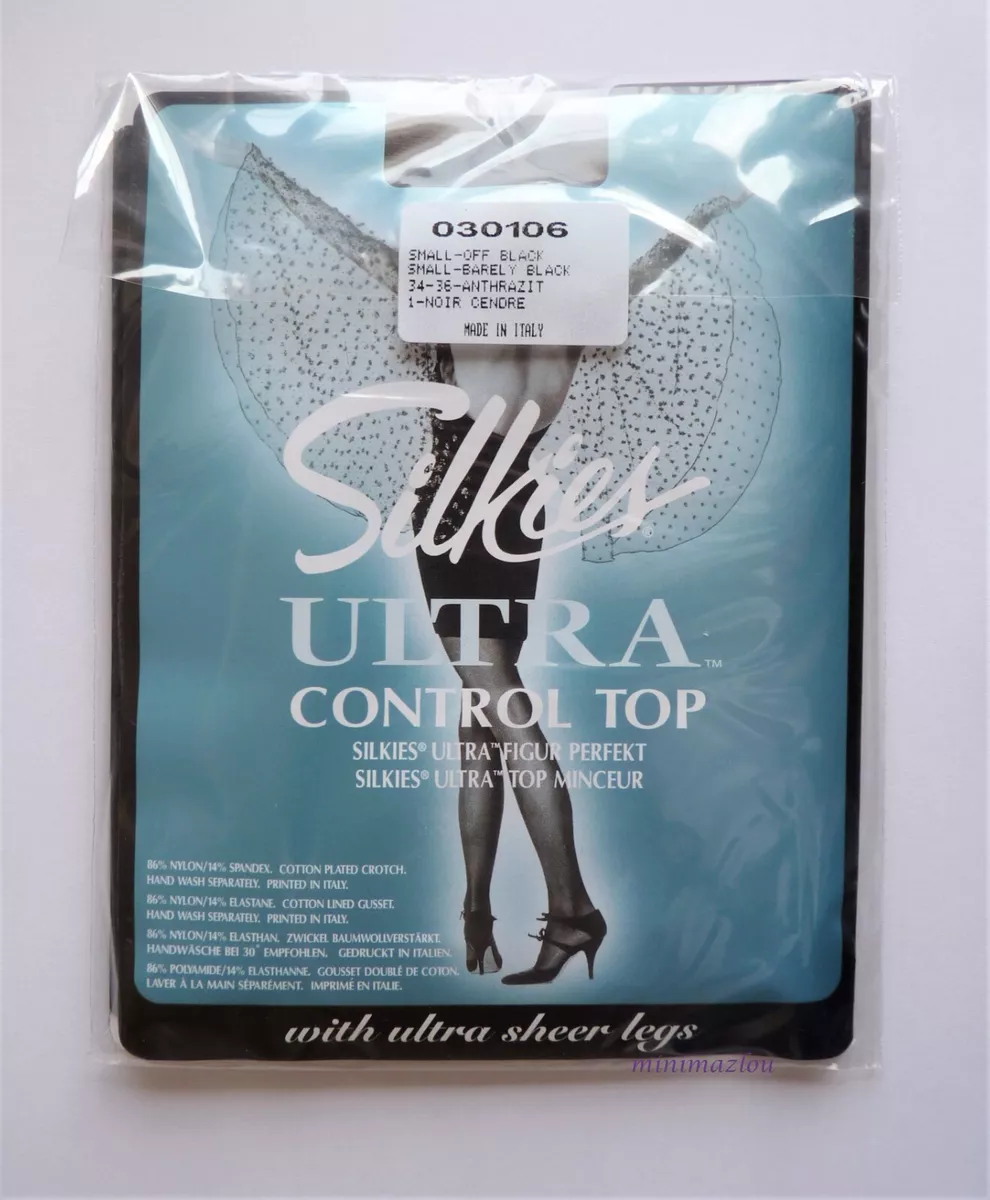 030106
SMALL-OFF BLACK
SMALL-BARELY BLACK
34-36-ANTHRAZIT
1-NOIR CENDRE
MADE IN ITALY
Silkies®
ULTRA™
CONTROL TOP
SILKIES® ULTRA™ FIGUR PERFEKT
SILKIES® ULTRA™ TOP MINCEUR
86% NYLON/14% SPANDEX. COTTON PLATED CROTCH.
HAND WASH SEPARATELY. PRINTED IN ITALY.
86% NYLON/14% ELASTANE. COTTON LINED GUSSET.
HAND WASH SEPARATELY. PRINTED IN ITALY.
86% NYLON/14% ELASTHAN. ZWICKEL BAUMWOLLVERSTÄRKT.
HANDWÄSCHE BEI 30° EMPFOHLEN. GEDRUCKT IN ITALIEN.
86% POLYAMIDE/14% ELASTHANNE. GOUSSET DOUBLÉ DE COTON.
LAVER À LA MAIN SÉPARÉMENT. IMPRIMÉ EN ITALIE.
with ultra sheer legs
minimazlou